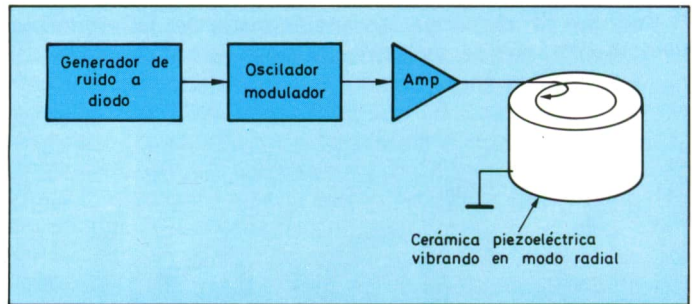 Generador de
ruido a
diodo
Oscilador
modulador
Amp
Cerámica piezoeléctrica
vibrando en modo radial